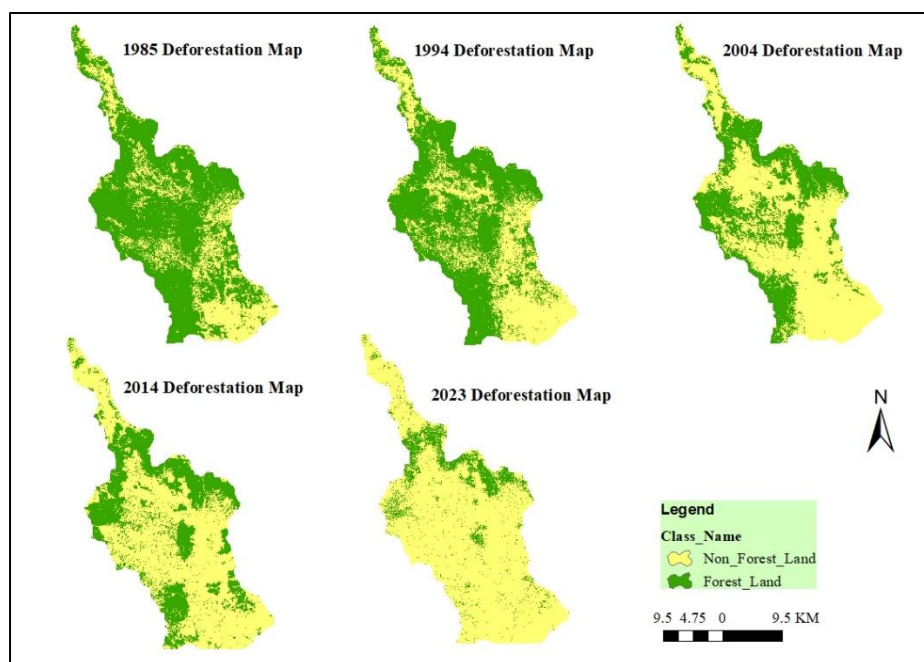 1985 Deforestation Map
1994 Deforestation Map
2004 Deforestation Map
2014 Deforestation Map
2023 Deforestation Map
N
Legend
Class_Name
Non_Forest_Land
Forest_Land
9.5 4.75 0 9.5 KM